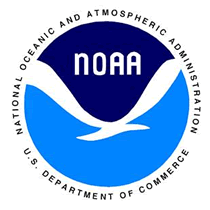 NATIONAL OCEANIC AND ATMOSPHERIC ADMINISTRATION
NOAA
U.S. DEPARTMENT OF COMMERCE